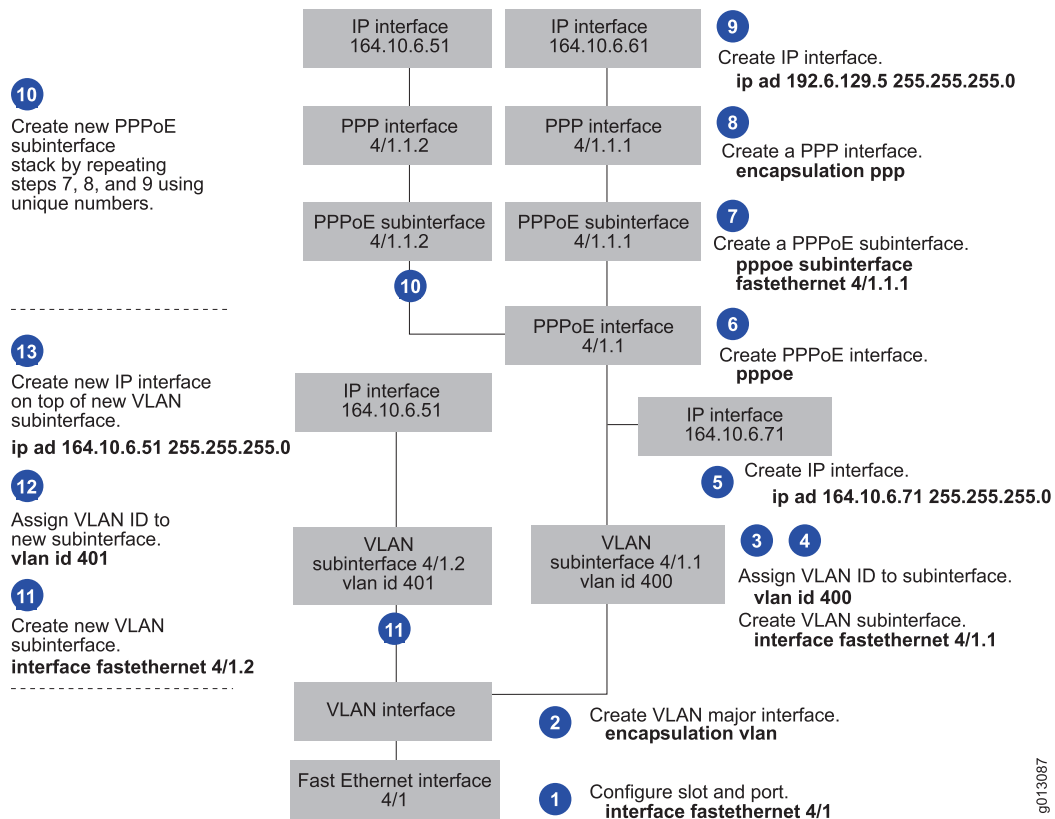 IP interface
164.10.6.51
IP interface
164.10.6.61
9
Create IP interface.
ip ad 192.6.129.5 255.255.255.0
10
Create new PPPoE
subinterface
stack by repeating
steps 7, 8, and 9 using
unique numbers.
PPP interface
4/1.1.2
PPP interface
4/1.1.1
8
Create a PPP interface.
encapsulation ppp
PPPoE subinterface
4/1.1.2
PPPoE subinterface
4/1.1.1
7
Create a PPPoE subinterface.
pppoe subinterface
fastethernet 4/1.1.1
10
PPPoE interface
4/1.1
6
Create PPPoE interface.
pppoe
13
Create new IP interface
on top of new VLAN
subinterface.
ip ad 164.10.6.51 255.255.255.0
IP interface
164.10.6.51
IP interface
164.10.6.71
5
Create IP interface.
ip ad 164.10.6.71 255.255.255.0
12
Assign VLAN ID to
new subinterface.
vlan id 401
VLAN
subinterface 4/1.2
vlan id 401
VLAN
subinterface 4/1.1
vlan id 400
3 4
Assign VLAN ID to subinterface.
vlan id 400
Create VLAN subinterface.
interface fastethernet 4/1.1
11
Create new VLAN
subinterface.
interface fastethernet 4/1.2
11
VLAN interface
2
Create VLAN major interface.
encapsulation vlan
Fast Ethernet interface
4/1
1
Configure slot and port.
interface fastethernet 4/1
g013087